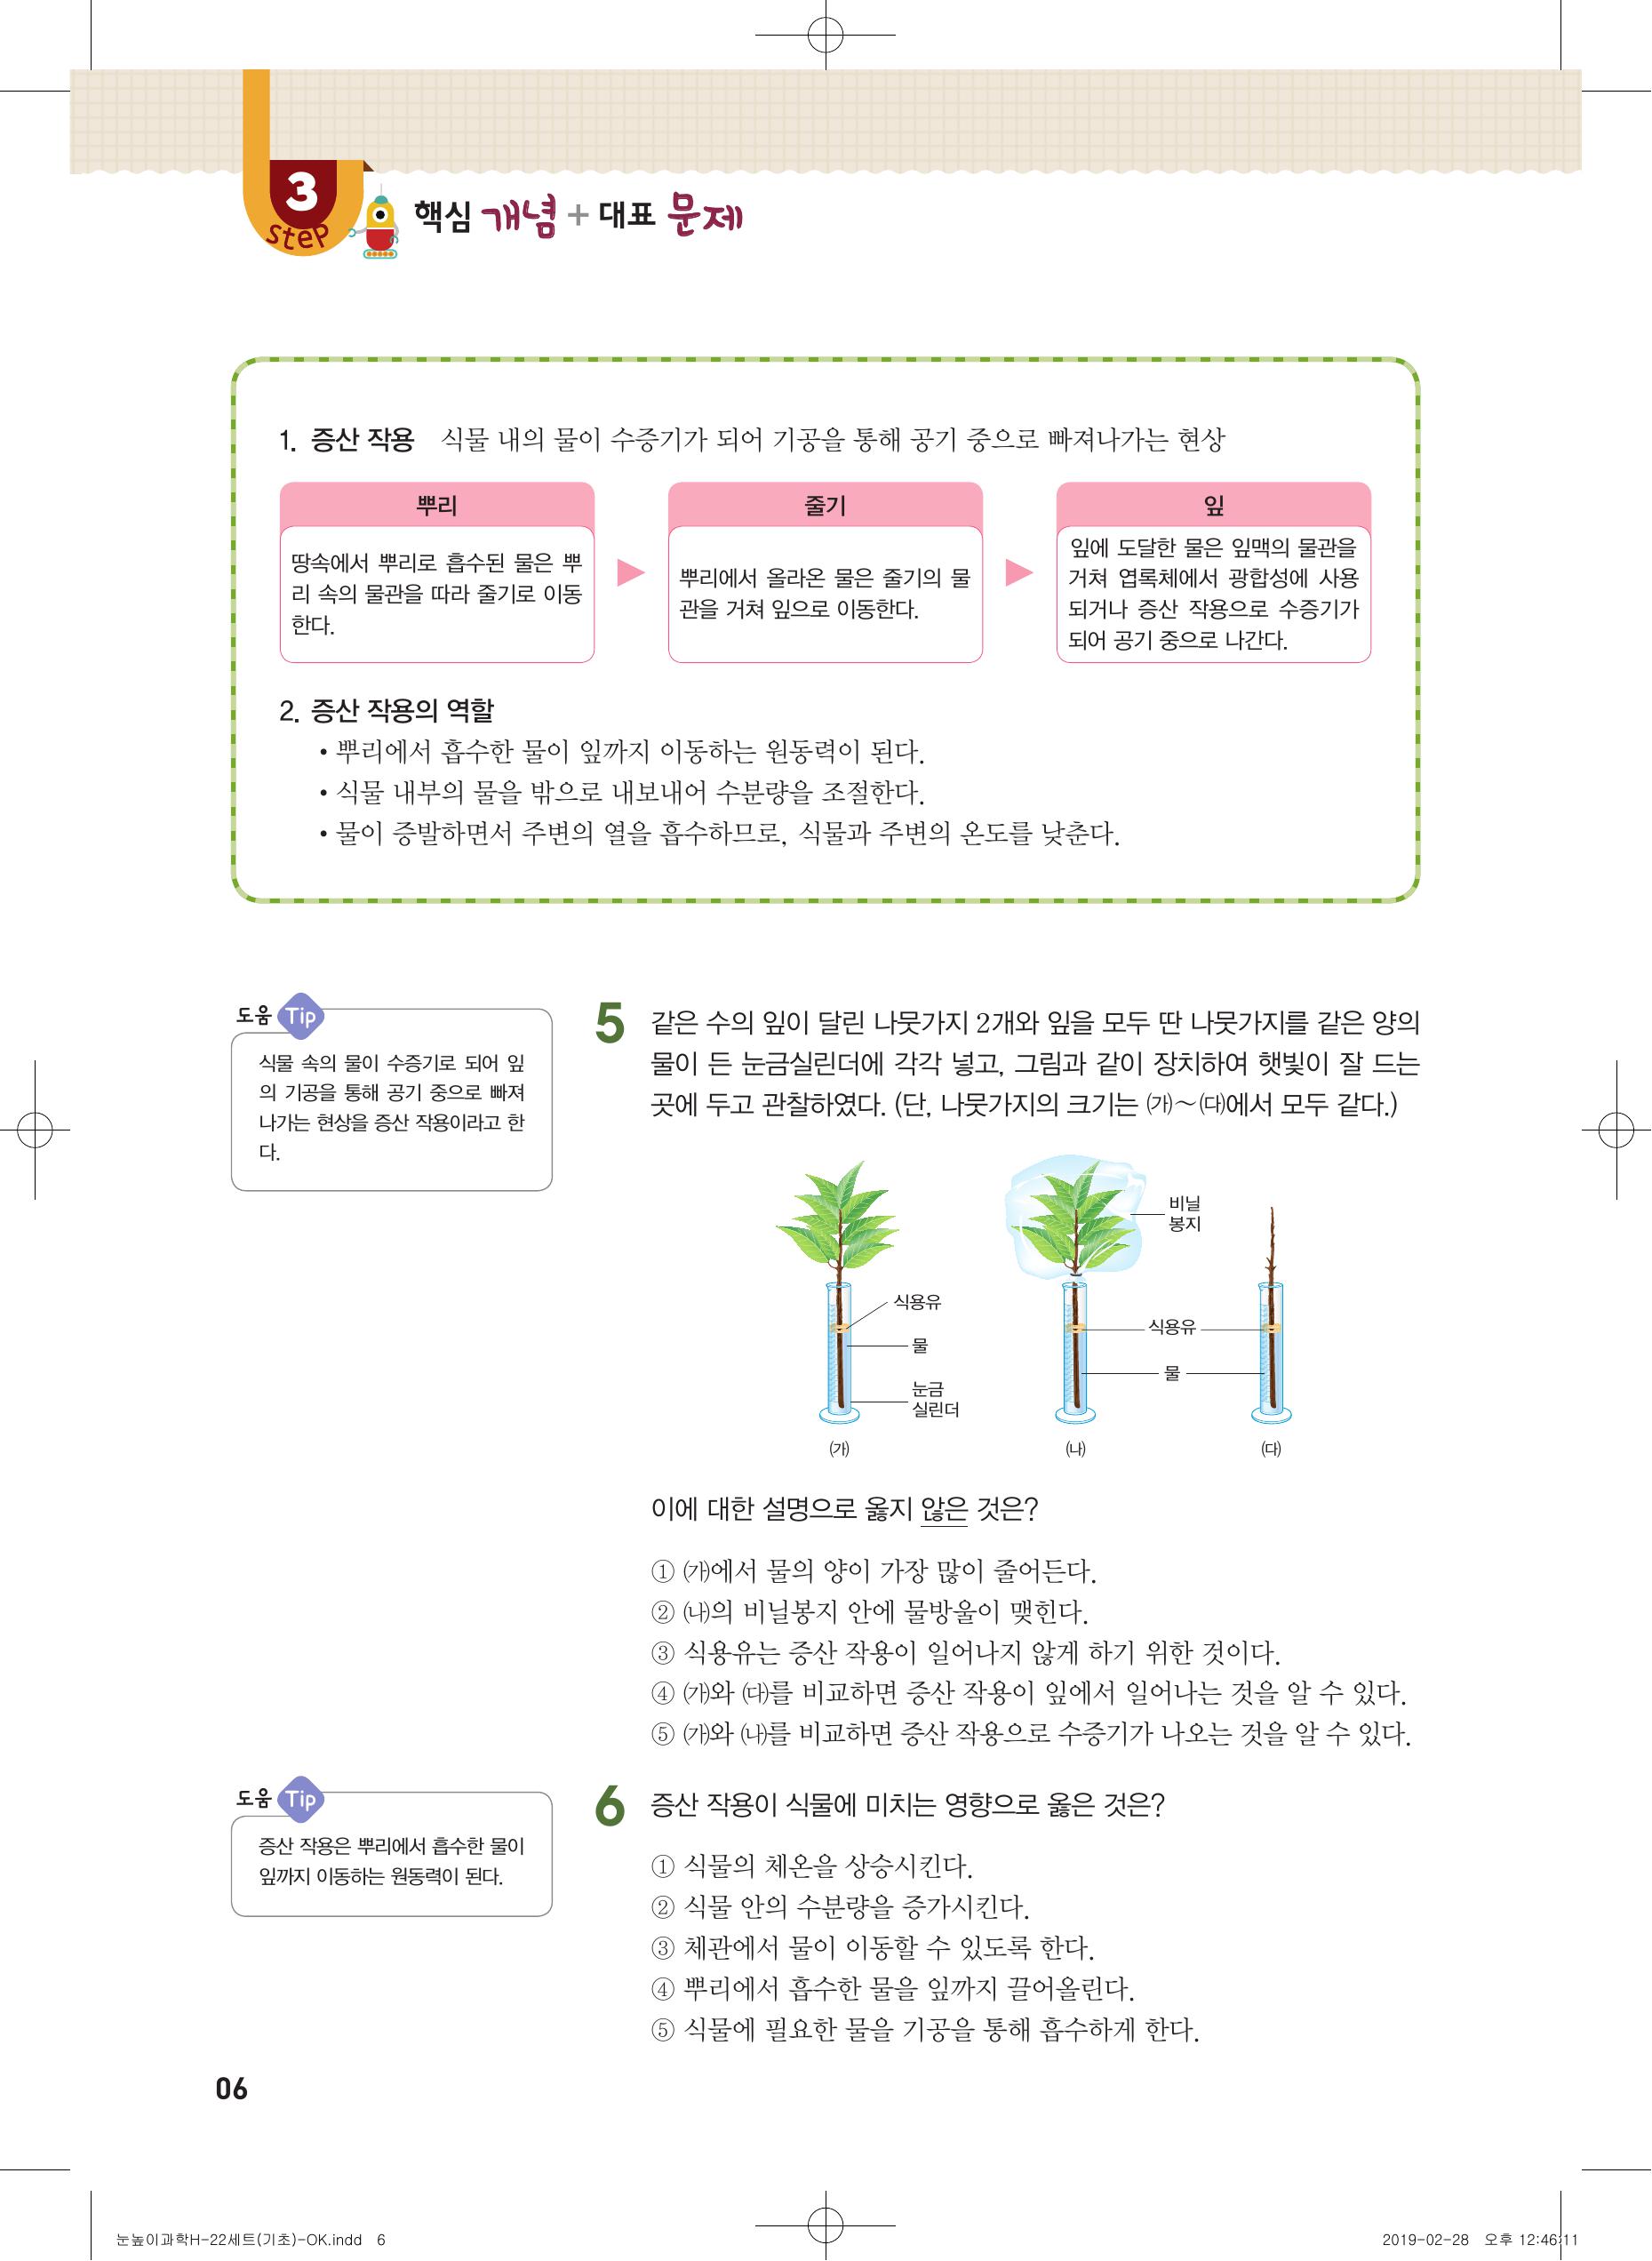 3
step
핵심 개념 + 대표 문제
1. 증산 작용 식물 내의 물이 수증기가 되어 기공을 통해 공기 중으로 빠져나가는 현상
뿌리
땅속에서 뿌리로 흡수된 물은 뿌
리 속의 물관을 따라 줄기로 이동
한다.
줄기
뿌리에서 올라온 물은 줄기의 물
관을 거쳐 잎으로 이동한다.
잎
잎에 도달한 물은 잎맥의 물관을
거쳐 엽록체에서 광합성에 사용
되거나 증산 작용으로 수증기가
되어 공기 중으로 나간다.
2. 증산 작용의 역할
• 뿌리에서 흡수한 물이 잎까지 이동하는 원동력이 된다.
• 식물 내부의 물을 밖으로 내보내어 수분량을 조절한다.
• 물이 증발하면서 주변의 열을 흡수하므로, 식물과 주변의 온도를 낮춘다.
도움 Tip
식물 속의 물이 수증기로 되어 잎
의 기공을 통해 공기 중으로 빠져
나가는 현상을 증산 작용이라고 한
다.
5 같은 수의 잎이 달린 나뭇가지 2개와 잎을 모두 딴 나뭇가지를 같은 양의
물이 든 눈금실린더에 각각 넣고, 그림과 같이 장치하여 햇빛이 잘 드는
곳에 두고 관찰하였다. (단, 나뭇가지의 크기는 ㈎~㈐에서 모두 같다.)
비닐
봉지
식용유
물
눈금
실린더
식용유
물
㈎
㈏
㈐
이에 대한 설명으로 옳지 않은 것은?
① ㈎에서 물의 양이 가장 많이 줄어든다.
② ㈏의 비닐봉지 안에 물방울이 맺힌다.
③ 식용유는 증산 작용이 일어나지 않게 하기 위한 것이다.
④ ㈎와 ㈐를 비교하면 증산 작용이 잎에서 일어나는 것을 알 수 있다.
⑤ ㈎와 ㈏를 비교하면 증산 작용으로 수증기가 나오는 것을 알 수 있다.
도움 Tip
증산 작용은 뿌리에서 흡수한 물이
잎까지 이동하는 원동력이 된다.
6 증산 작용이 식물에 미치는 영향으로 옳은 것은?
① 식물의 체온을 상승시킨다.
② 식물 안의 수분량을 증가시킨다.
③ 체관에서 물이 이동할 수 있도록 한다.
④ 뿌리에서 흡수한 물을 잎까지 끌어올린다.
⑤ 식물에 필요한 물을 기공을 통해 흡수하게 한다.
06
눈높이과학H-22세트(기초)-OK.indd 6
2019-02-28 오후 12:46:11